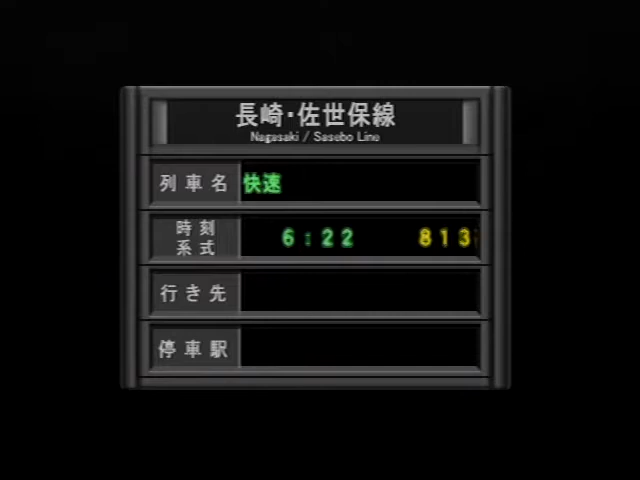 長崎・佐世保線
Nagasaki / Sasebo Line
列車名 快速
時刻 6:22 813
系式
行き先
停車駅